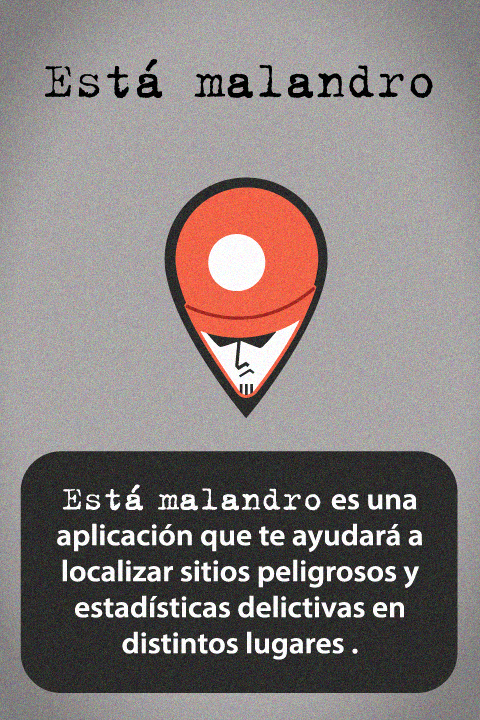 Está malandro
Está malandro es una
aplicación que te ayudará a
localizar sitios peligrosos y
estadísticas delictivas en
distintos lugares .